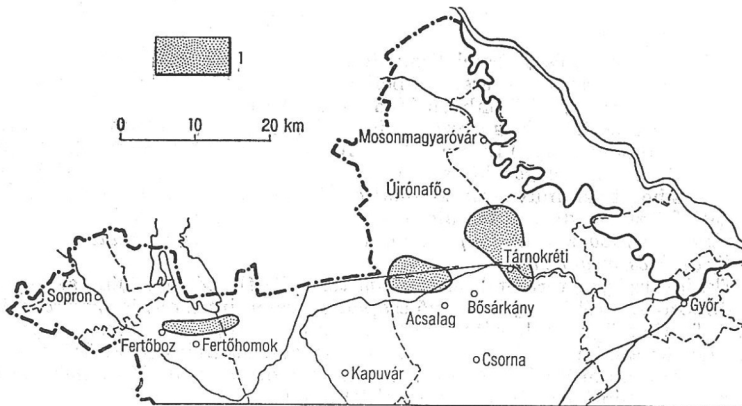 1
0 10 20 km
Mosonmagyaróvár
Újrónafő
Tárnokréti
Sopron
Győr
Bősárkány
Acsalag
Fertőboz
Fertőhomok
Csorna
Kapuvár